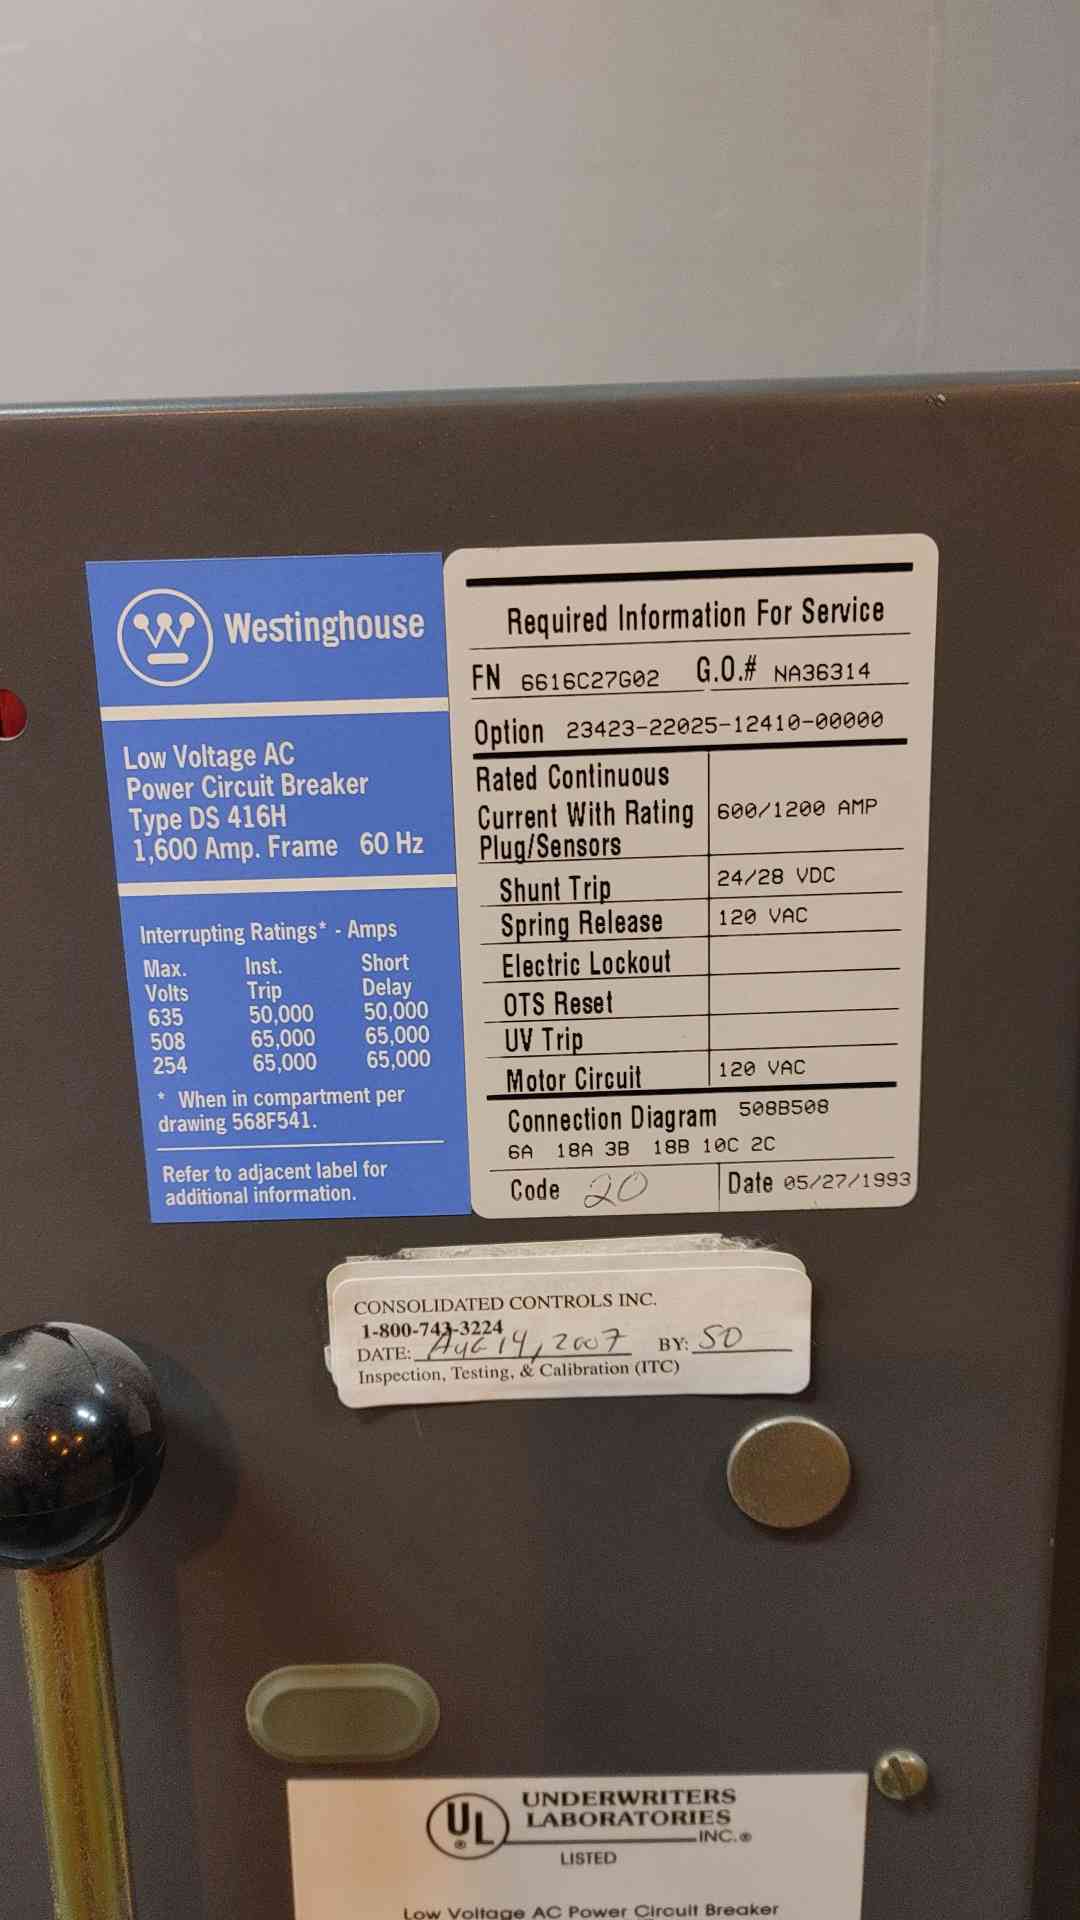 Westinghouse
Low Voltage AC
Power Circuit Breaker
Type DS 416H
1,600 Amp. Frame 60 Hz
Interrupting Ratings* - Amps
Max. Inst. Short
Volts Trip Delay
635 50,000 50,000
508 65,000 65,000
254 65,000 65,000
* When in compartment per
drawing 568F541.
Refer to adjacent label for
additional information.
Required Information For Service
FN 6616C27G02 G.O.# NA36314
Option 23423-22025-12410-00000
Rated Continuous
Current With Rating 600/1200 AMP
Plug/Sensors
Shunt Trip 24/28 VDC
Spring Release 120 VAC
Electric Lockout
OTS Reset
UV Trip
Motor Circuit 120 VAC
Connection Diagram 508B508
6A 18A 3B 18B 10C 2C
Code 20 Date 05/27/1993
CONSOLIDATED CONTROLS INC.
1-800-743-3224
DATE: Aug 14, 2007 BY: SD
Inspection, Testing, & Calibration (ITC)
UL ®
UNDERWRITERS
LABORATORIES
INC.®
LISTED
Low Voltage AC Power Circuit Breaker